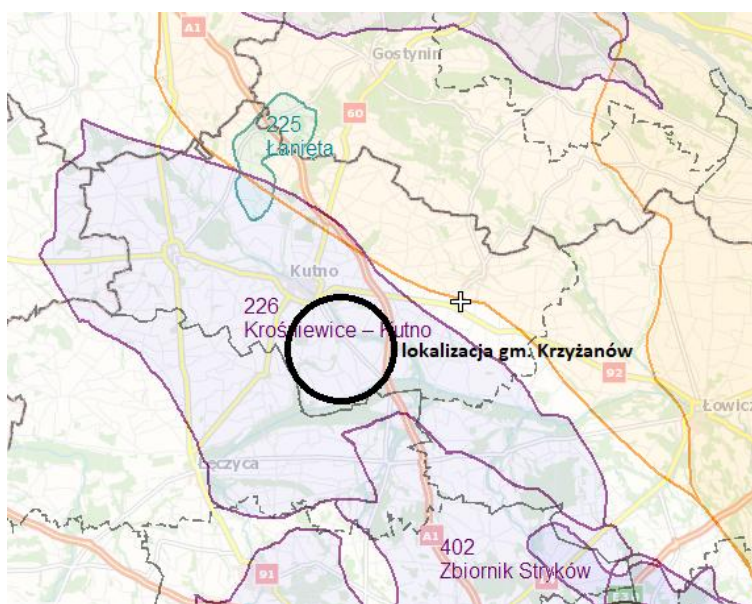 A1
Gostynin
60
225
Łanięta
Kutno
226
Krośniewice – Kutno
lokalizacja gm. Krzyżanów
92
Łowicz
Łęczyca
A1
402
Zbiornik Stryków
91